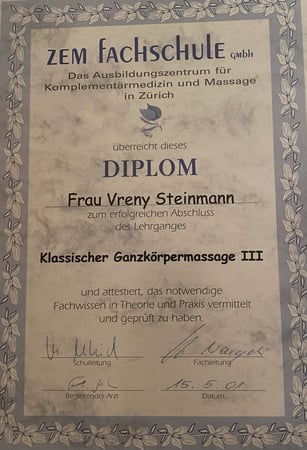 ZEM FACHSCHULE GmbH
Das Ausbildungszentrum für
Komplementärmedizin und Massage
in Zürich
überreicht dieses
DIPLOM
Frau Vreny Steinmann
zum erfolgreichen Abschluss
des Lehrganges
Klassischer Ganzkörpermassage III
und attestiert, das notwendige
Fachwissen in Theorie und Praxis vermittelt
und geprüft zu haben.
Schulleitung
Fachleitung
15.5.01
Begleitender Arzt
Datum